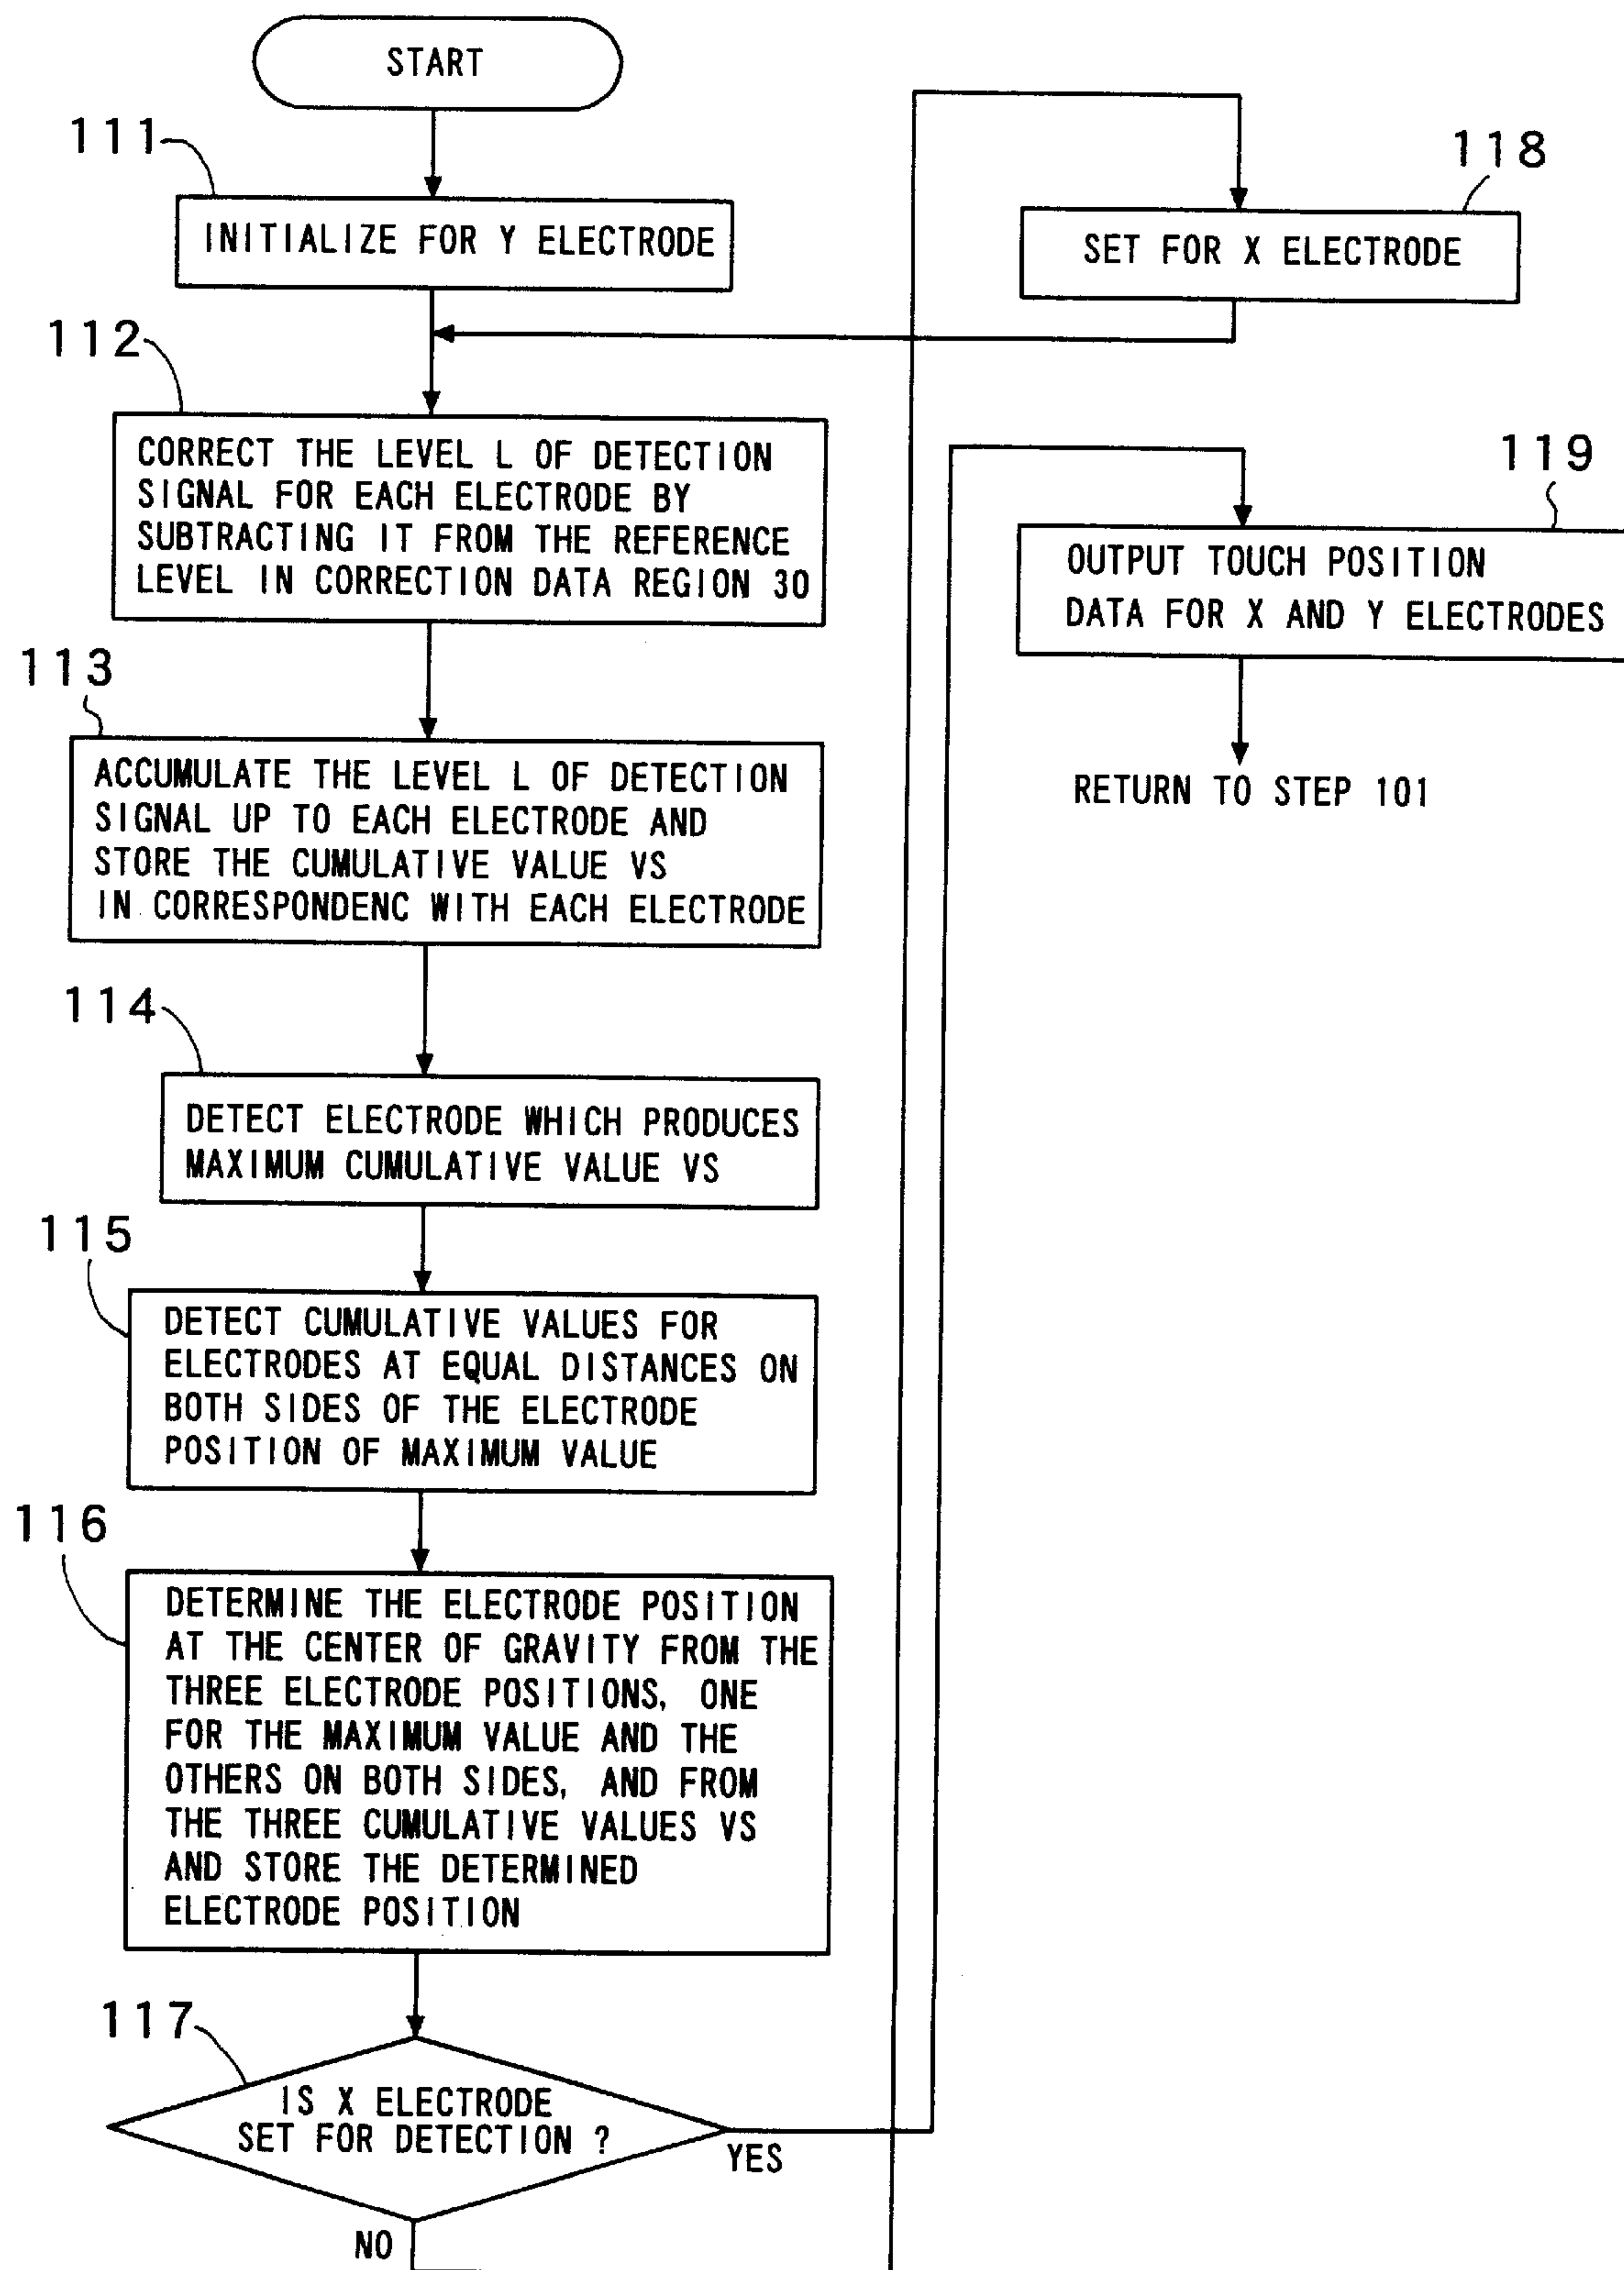 START
111
INITIALIZE FOR Y ELECTRODE
112
CORRECT THE LEVEL L OF DETECTION
SIGNAL FOR EACH ELECTRODE BY
SUBTRACTING IT FROM THE REFERENCE
LEVEL IN CORRECTION DATA REGION 30
113
ACCUMULATE THE LEVEL L OF DETECTION
SIGNAL UP TO EACH ELECTRODE AND
STORE THE CUMULATIVE VALUE VS
IN CORRESPONDENC WITH EACH ELECTRODE
114
DETECT ELECTRODE WHICH PRODUCES
MAXIMUM CUMULATIVE VALUE VS
115
DETECT CUMULATIVE VALUES FOR
ELECTRODES AT EQUAL DISTANCES ON
BOTH SIDES OF THE ELECTRODE
POSITION OF MAXIMUM VALUE
116
DETERMINE THE ELECTRODE POSITION
AT THE CENTER OF GRAVITY FROM THE
THREE ELECTRODE POSITIONS, ONE
FOR THE MAXIMUM VALUE AND THE
OTHERS ON BOTH SIDES, AND FROM
THE THREE CUMULATIVE VALUES VS
AND STORE THE DETERMINED
ELECTRODE POSITION
117
IS X ELECTRODE
SET FOR DETECTION ?
YES
NO
118
SET FOR X ELECTRODE
119
OUTPUT TOUCH POSITION
DATA FOR X AND Y ELECTRODES
RETURN TO STEP 101